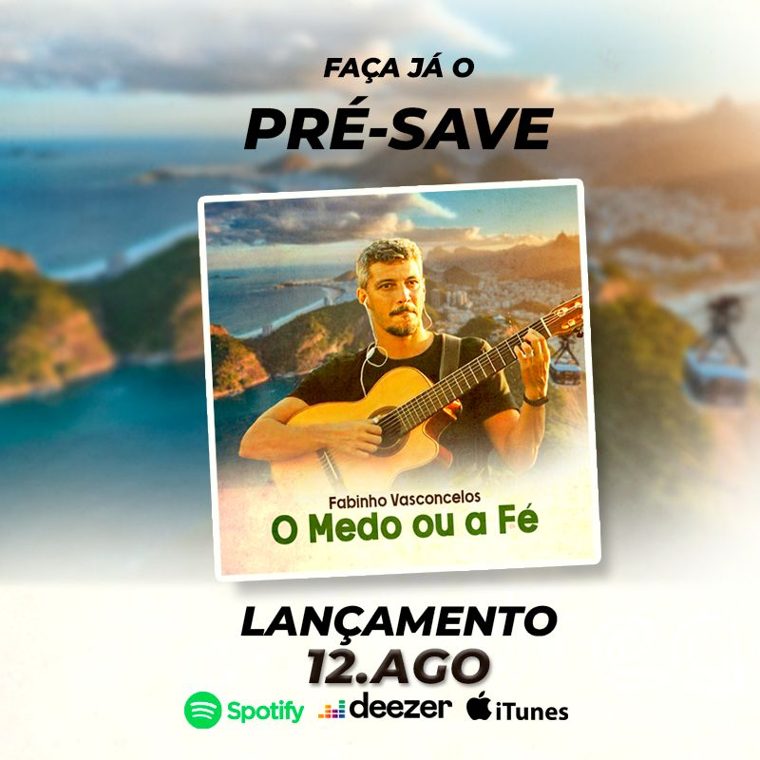 FAÇA JÁ O
PRÉ-SAVE
Fabinho Vasconcelos
O Medo ou a Fé
LANÇAMENTO
12.AGO
Spotify deezer iTunes